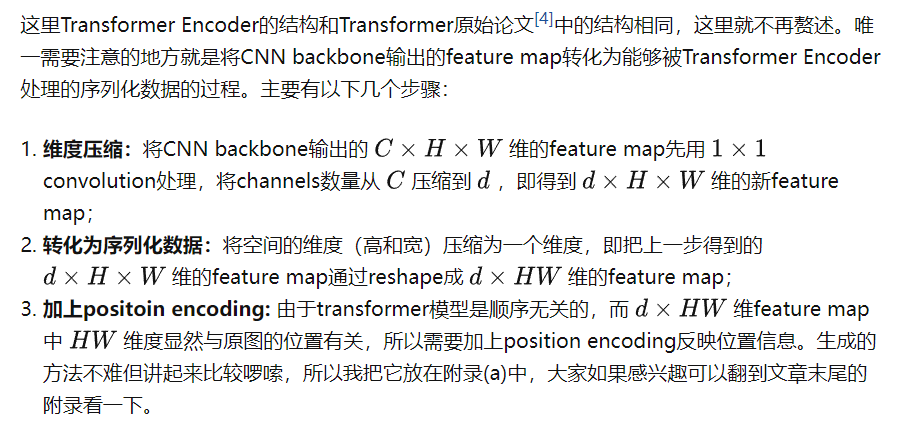 这里Transformer Encoder的结构和Transformer原始论文[4]中的结构相同，这里就不再赘述。唯
一需要注意的地方就是将CNN backbone输出的feature map转化为能够被Transformer Encoder
处理的序列化数据的过程。主要有以下几个步骤：
1. 维度压缩：将CNN backbone输出的 C × H × W 维的feature map先用 1 × 1
convolution处理，将channels数量从 C 压缩到 d ，即得到 d × H × W 维的新feature
map；
2. 转化为序列化数据：将空间的维度（高和宽）压缩为一个维度，即把上一步得到的
d × H × W 维的feature map通过reshape成 d × HW 维的feature map；
3. 加上positoin encoding: 由于transformer模型是顺序无关的，而 d × HW 维feature map
中 HW 维度显然与原图的位置有关，所以需要加上position encoding反映位置信息。生成的
方法不难但讲起来比较啰嗦，所以我把它放在附录(a)中，大家如果感兴趣可以翻到文章末尾的
附录看一下。